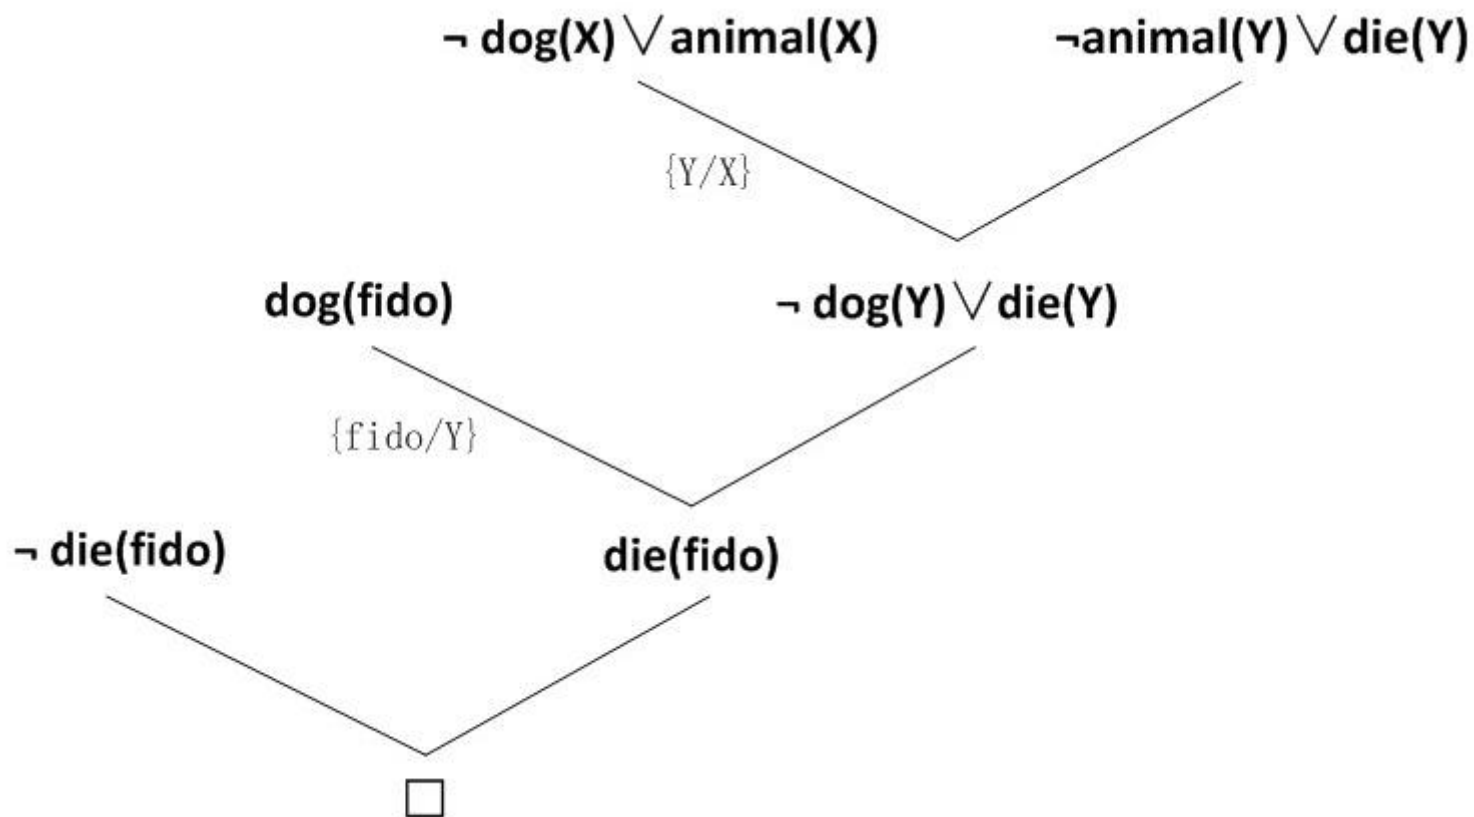 ¬ dog(X) ∨ animal(X) ¬animal(Y) ∨ die(Y)
{Y/X}
dog(fido) ¬ dog(Y) ∨ die(Y)
{fido/Y}
¬ die(fido) die(fido)
□